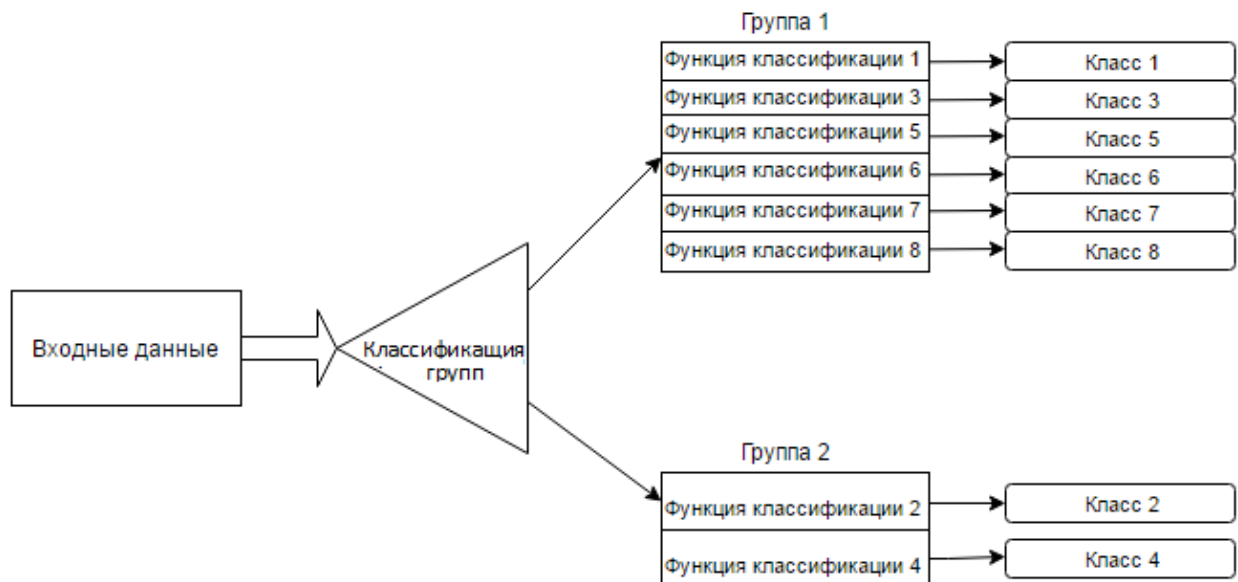 Группа 1
Функция классификации 1
Класс 1
Функция классификации 3
Класс 3
Функция классификации 5
Класс 5
Функция классификации 6
Класс 6
Функция классификации 7
Класс 7
Функция классификации 8
Класс 8
Входные данные
Классификащия
групп
Группа 2
Функция классификации 2
Класс 2
Функция классификации 4
Класс 4